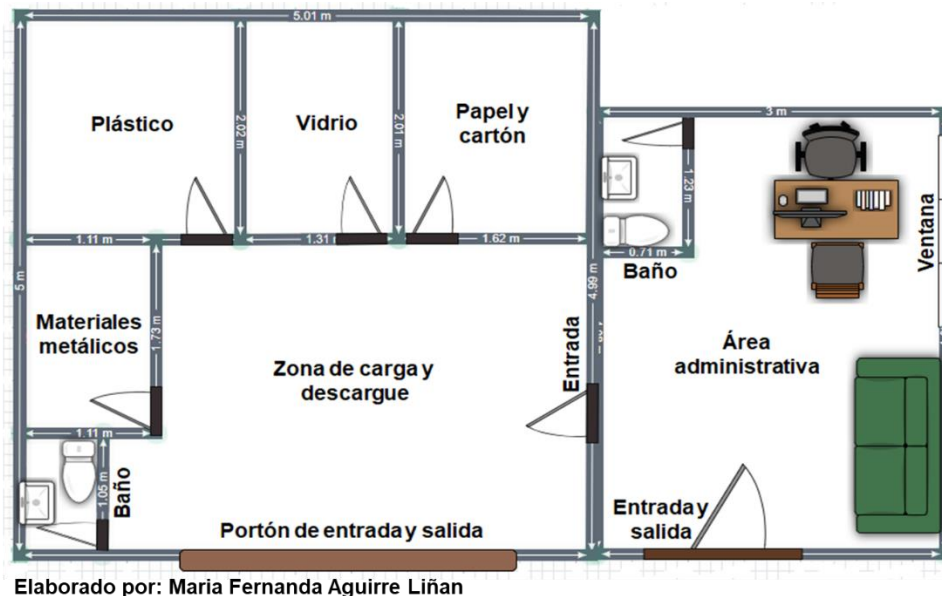 5.01 m
Plástico
Vidrio
Papel y
cartón
2.02 m
2.01 m
3 m
1.23 m
Ventana
0.71 m
Baño
1.11 m
1.31
1.62 m
5 m
4.99 m
Materiales
metálicos
1.73 m
Entrada
Zona de carga y
descargue
Área
administrativa
1.11 m
1.05 m
Baño
Portón de entrada y salida
Entrada y
salida
Elaborado por: Maria Fernanda Aguirre Liñan